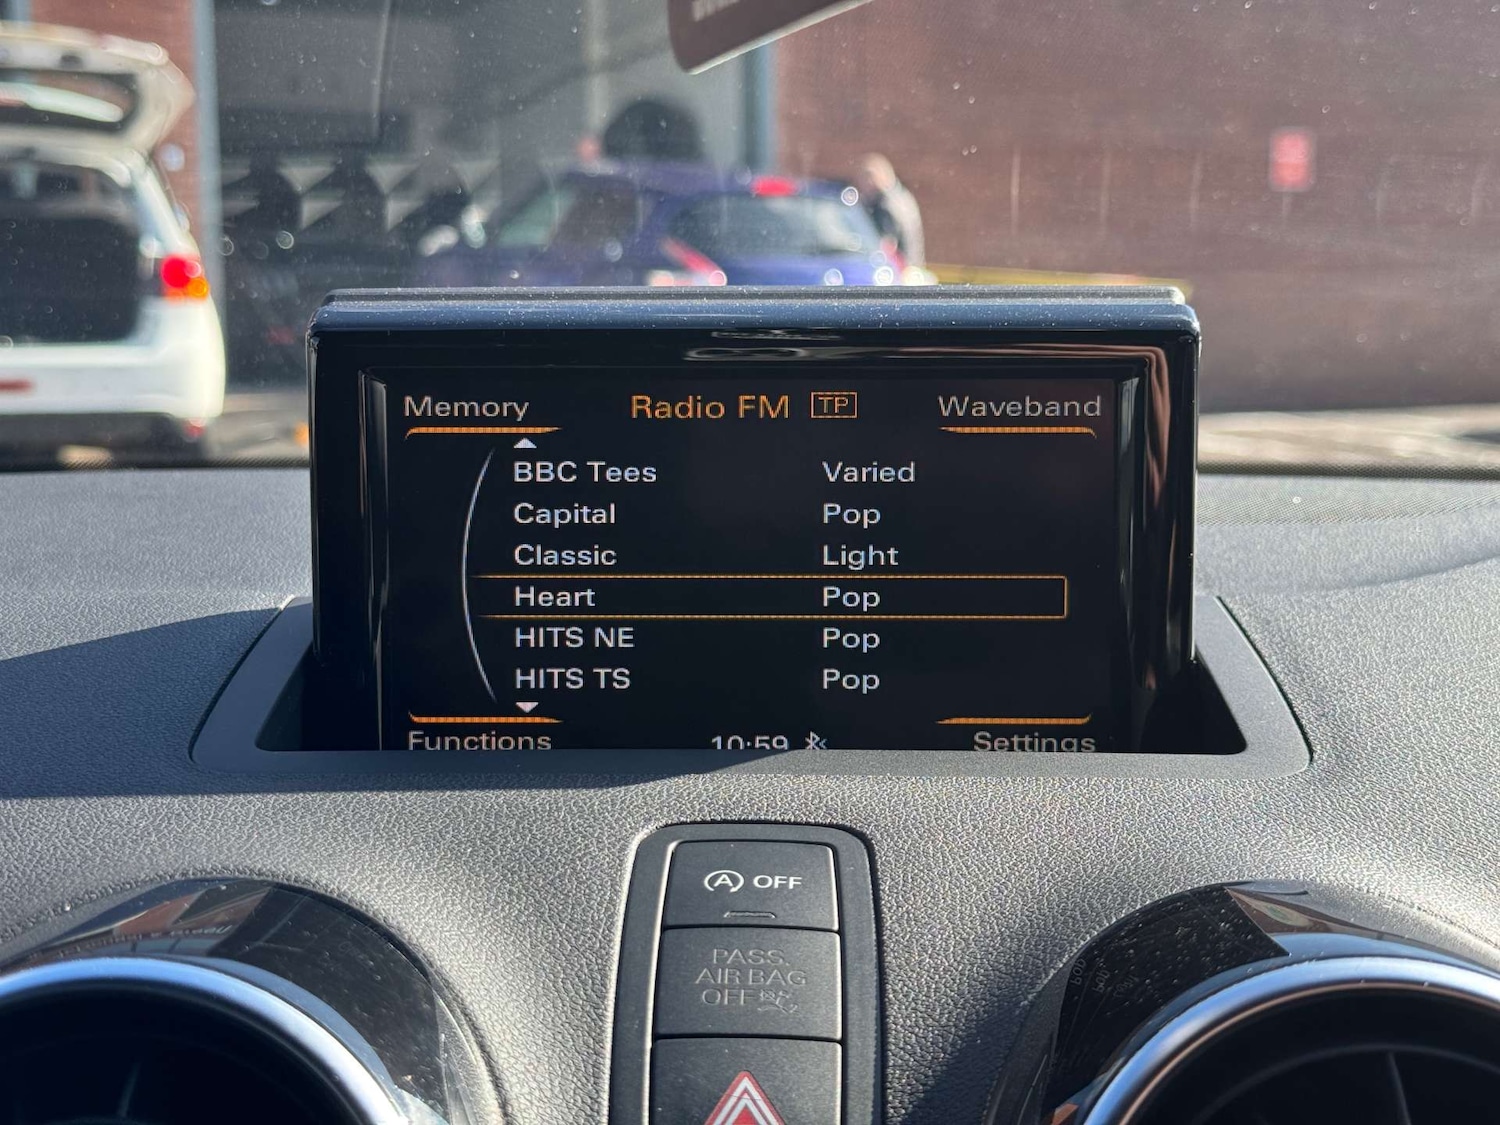 Memory Radio FM TP Waveband
BBC Tees Varied
Capital Pop
Classic Light
Heart Pop
HITS NE Pop
HITS TS Pop
Functions 10:59 Settings
A OFF
PASS.
AIR BAG
OFF